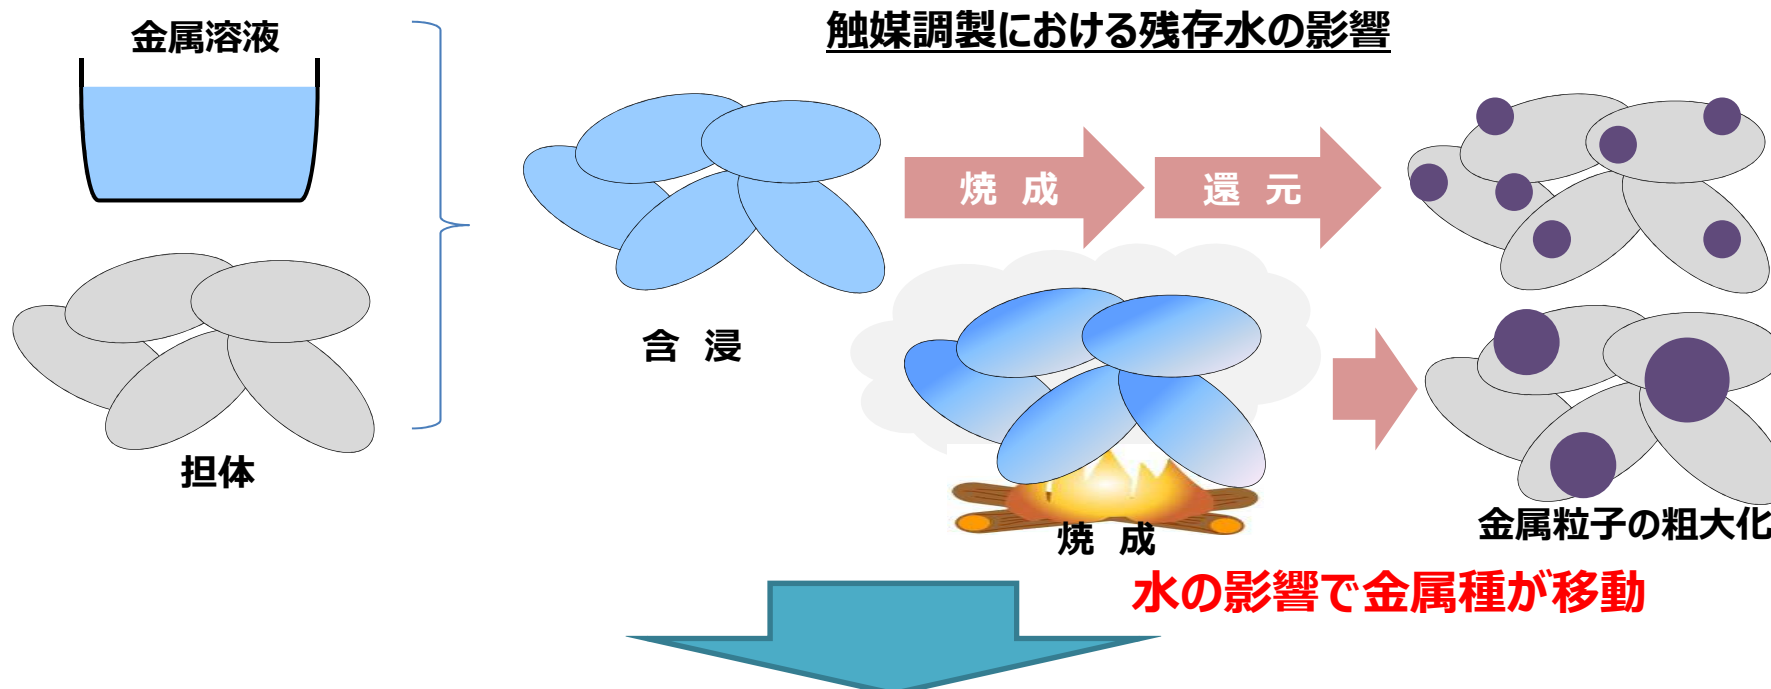 触媒調製における残存水の影響
金属溶液
担体
含 浸
焼 成
還 元
焼 成
金属粒子の粗大化
水の影響で金属種が移動